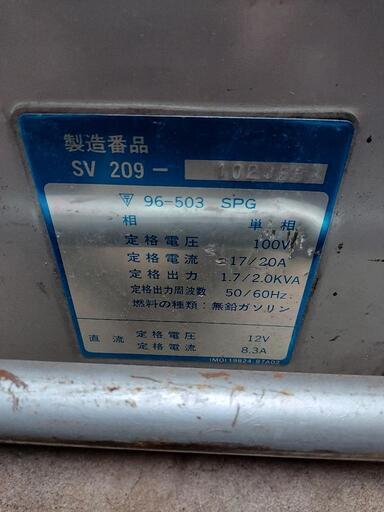 製造番品
SV 209 -
▽ 96-503 SPG
相 単相
定格電圧 100V
定格電流 17/20A
定格出力 1.7/2.0KVA
定格出力周波数 50/60Hz
燃料の種類: 無鉛ガソリン
直流 定格電圧 12V
定格電流 8.3A